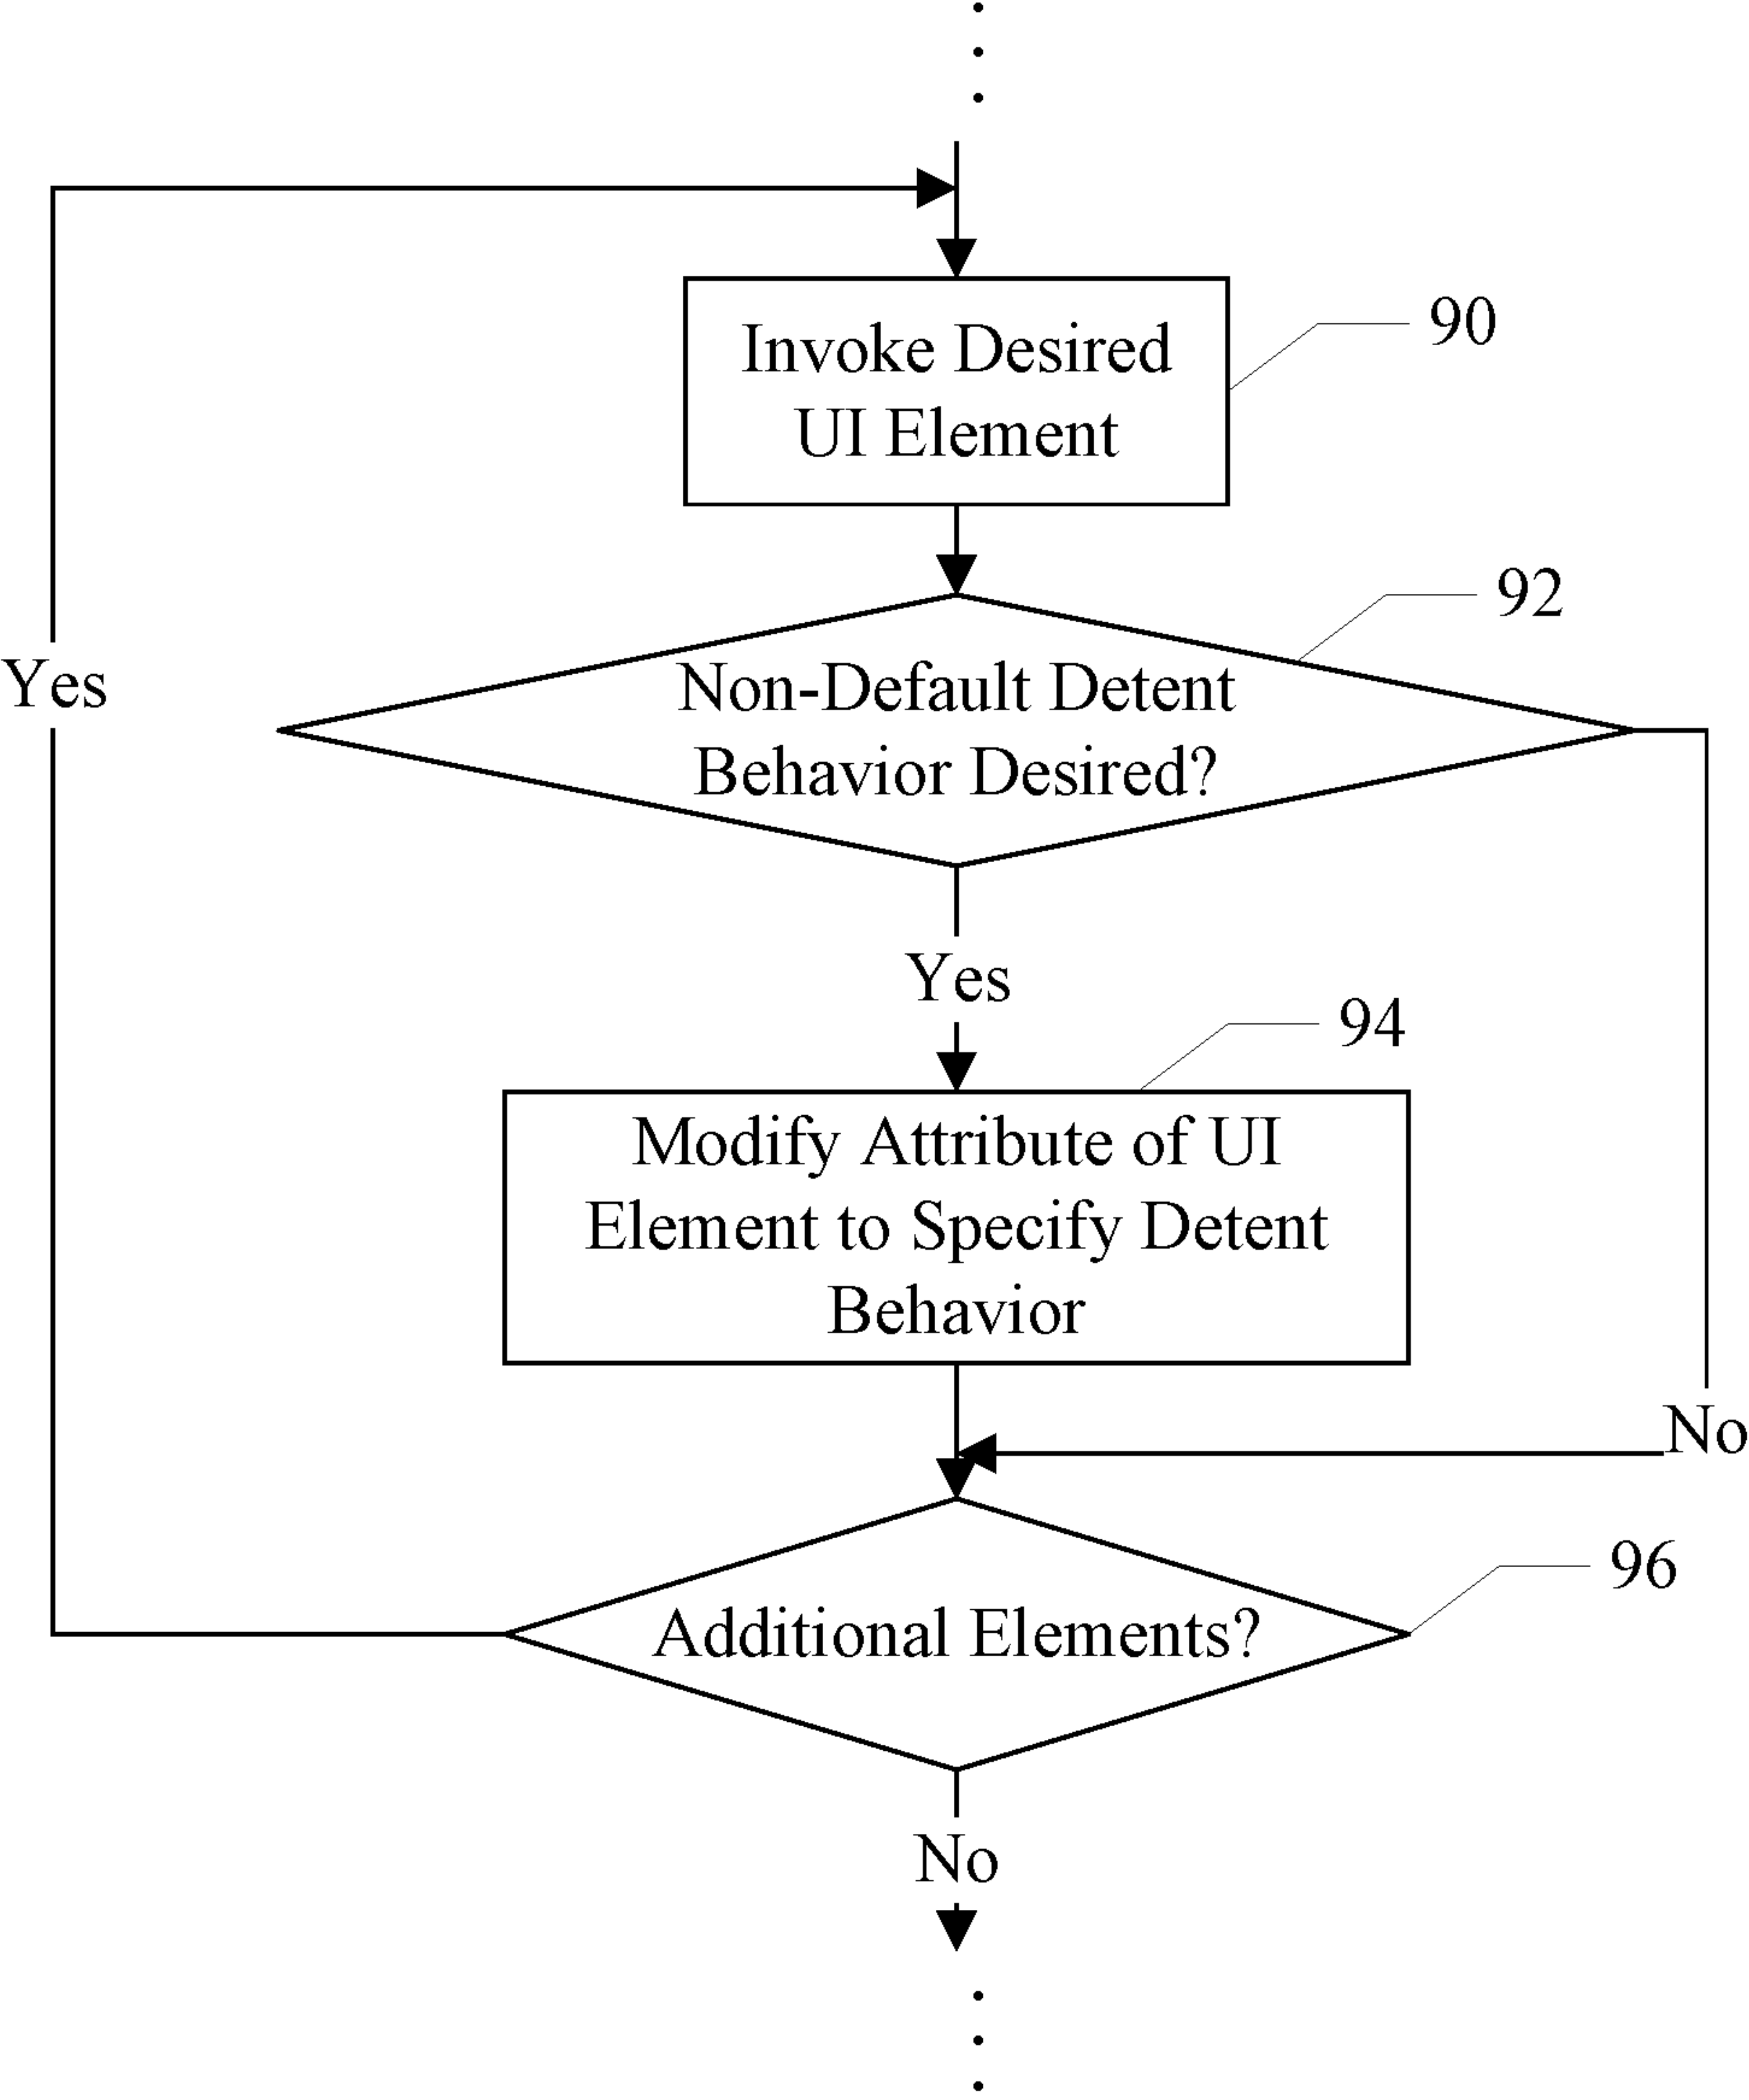 Invoke Desired
UI Element
90
92
Non-Default Detent
Behavior Desired?
Yes
Yes
94
Modify Attribute of UI
Element to Specify Detent
Behavior
No
96
Additional Elements?
No